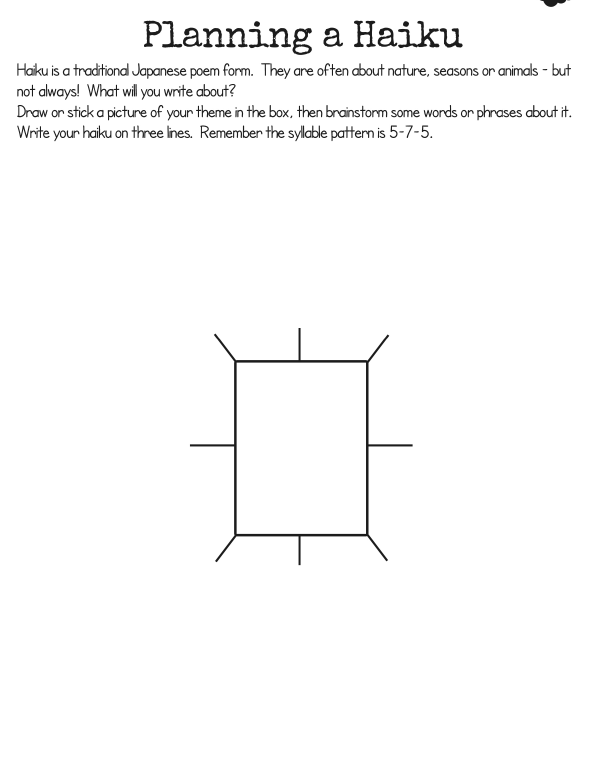 Planning a Haiku
Haiku is a traditional Japanese poem form. They are often about nature, seasons or animals - but
not always! What will you write about?
Draw or stick a picture of your theme in the box, then brainstorm some words or phrases about it.
Write your haiku on three lines. Remember the syllable pattern is 5-7-5.